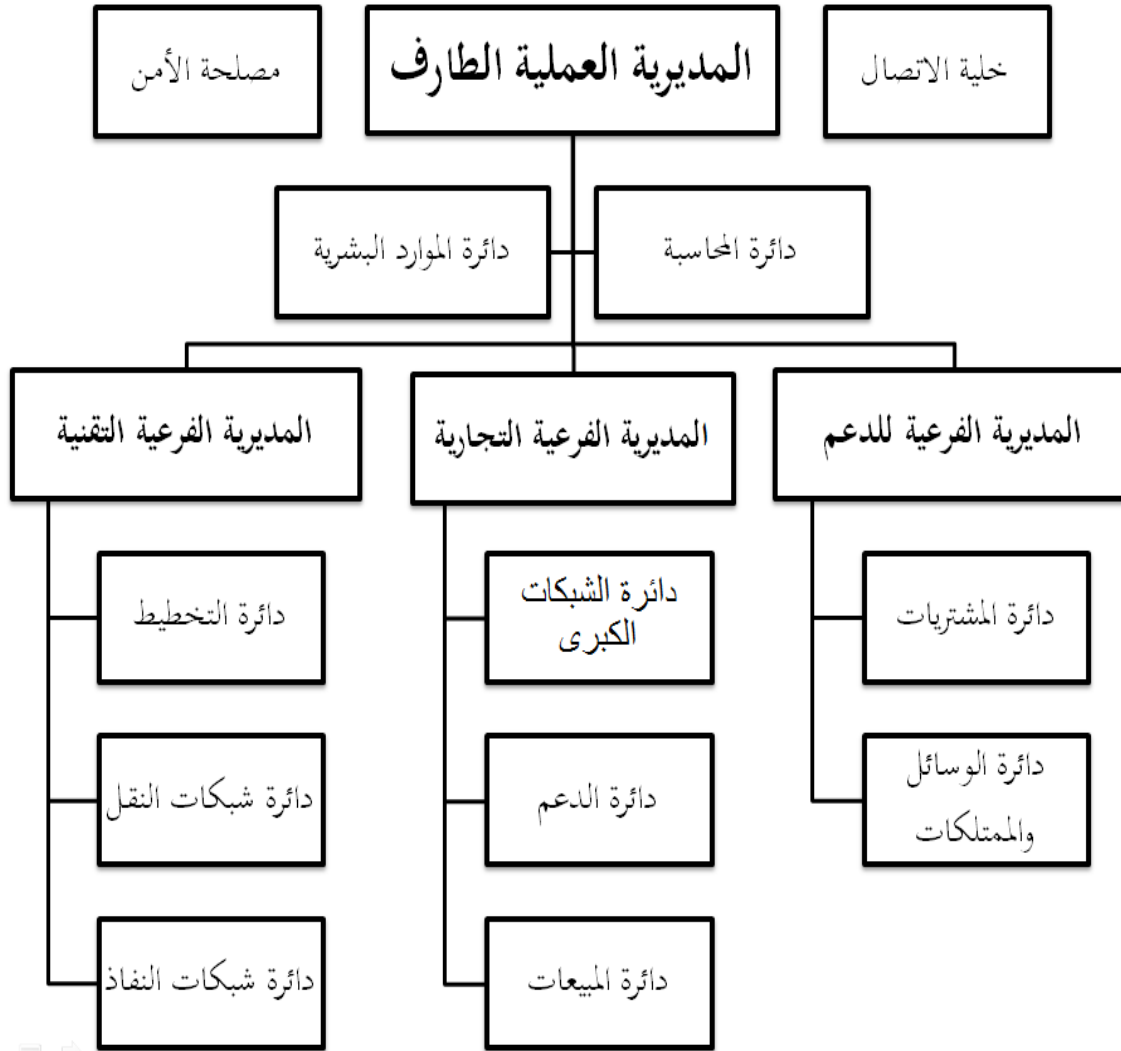 خلية الاتصال
المديرية العملية الطارف
مصلحة الأمن
دائرة المحاسبة
دائرة الموارد البشرية
المديرية الفرعية للدعم
المديرية الفرعية التجارية
المديرية الفرعية التقنية
دائرة المشتريات
دائرة الشبكات
الكبرى
دائرة التخطيط
دائرة الوسائل
والممتلكات
دائرة الدعم
دائرة شبكات النقل
دائرة المبيعات
دائرة شبكات النفاذ